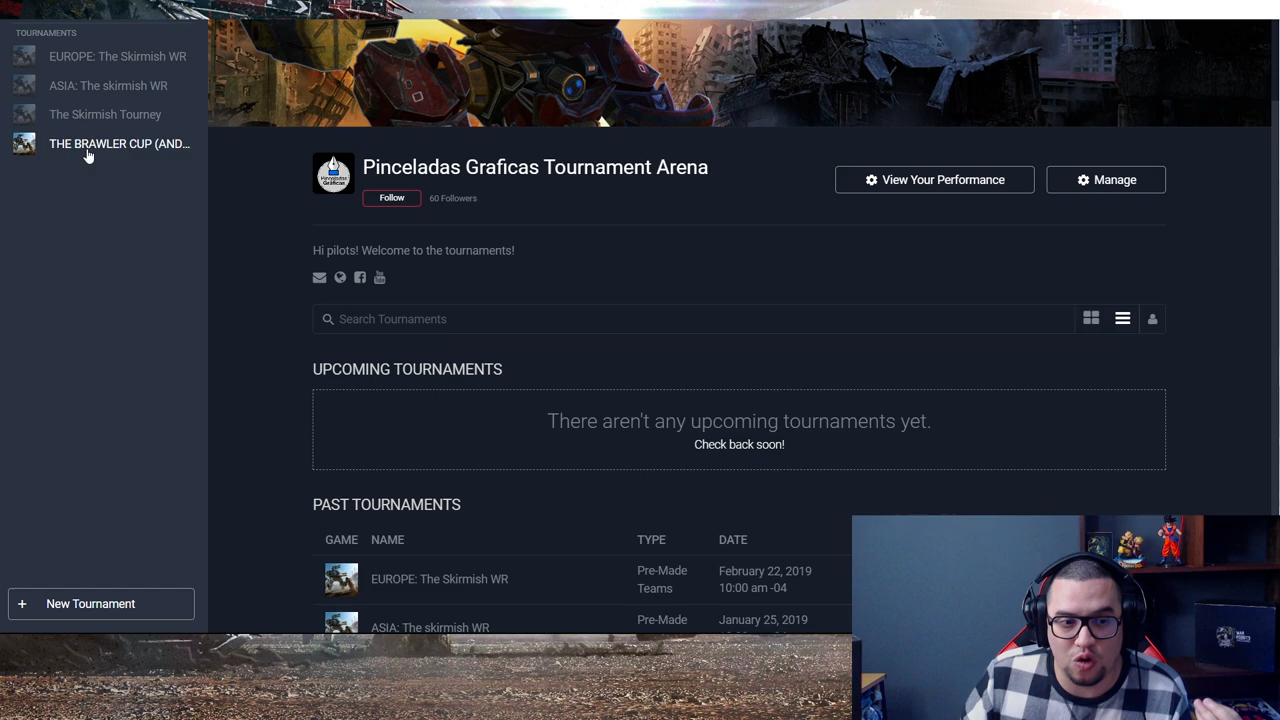 TOURNAMENTS
EUROPE: The Skirmish WR
ASIA: The skirmish WR
The Skirmish Tourney
THE BRAWLER CUP (AND...
New Tournament
Pinceladas Graficas Tournament Arena
Follow
60 Followers
View Your Performance
Manage
Hi pilots! Welcome to the tournaments!
Search Tournaments
UPCOMING TOURNAMENTS
There aren't any upcoming tournaments yet.
Check back soon!
PAST TOURNAMENTS
GAME NAME TYPE DATE
EUROPE: The Skirmish WR
Pre-Made
Teams
February 22, 2019
10:00 am -04
ASIA: The skirmish WR
Pre-Made
January 25, 2019